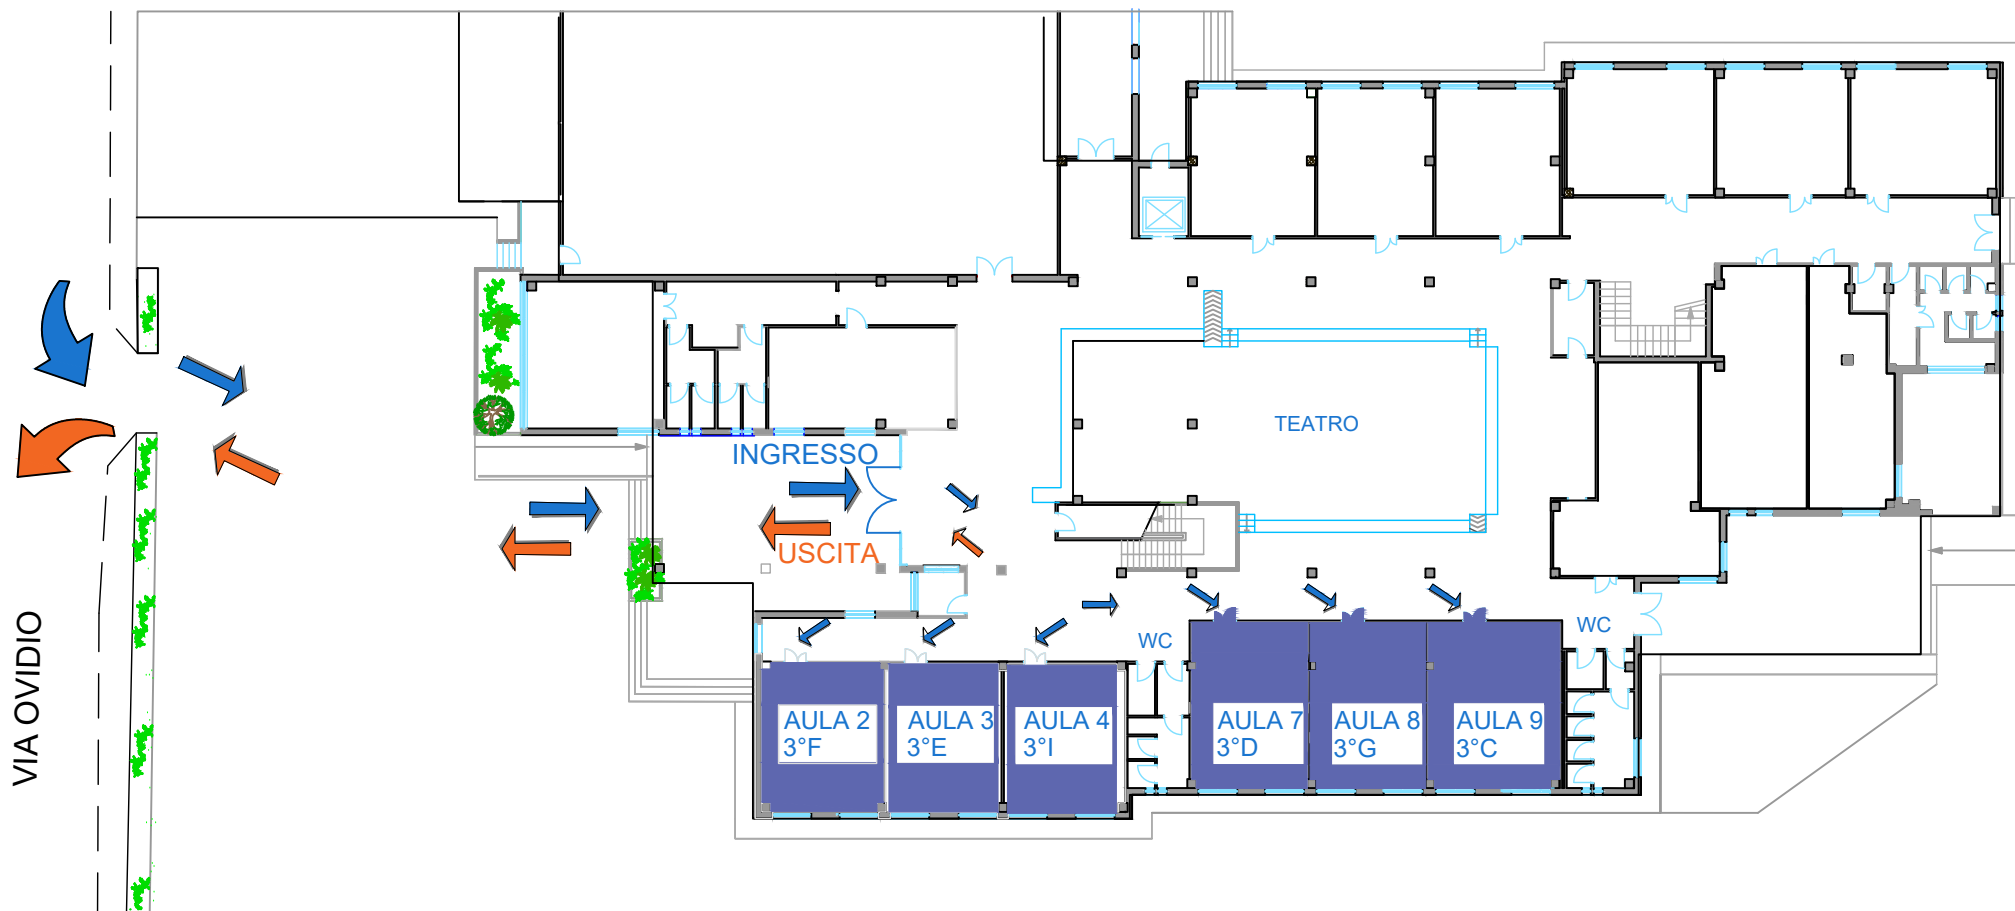 TEATRO
INGRESSO
USCITA
VIA OVIDIO
WC
WC
AULA 2
3°F
AULA 3
3°E
AULA 4
3°I
AULA 7
3°D
AULA 8
3°G
AULA 9
3°C